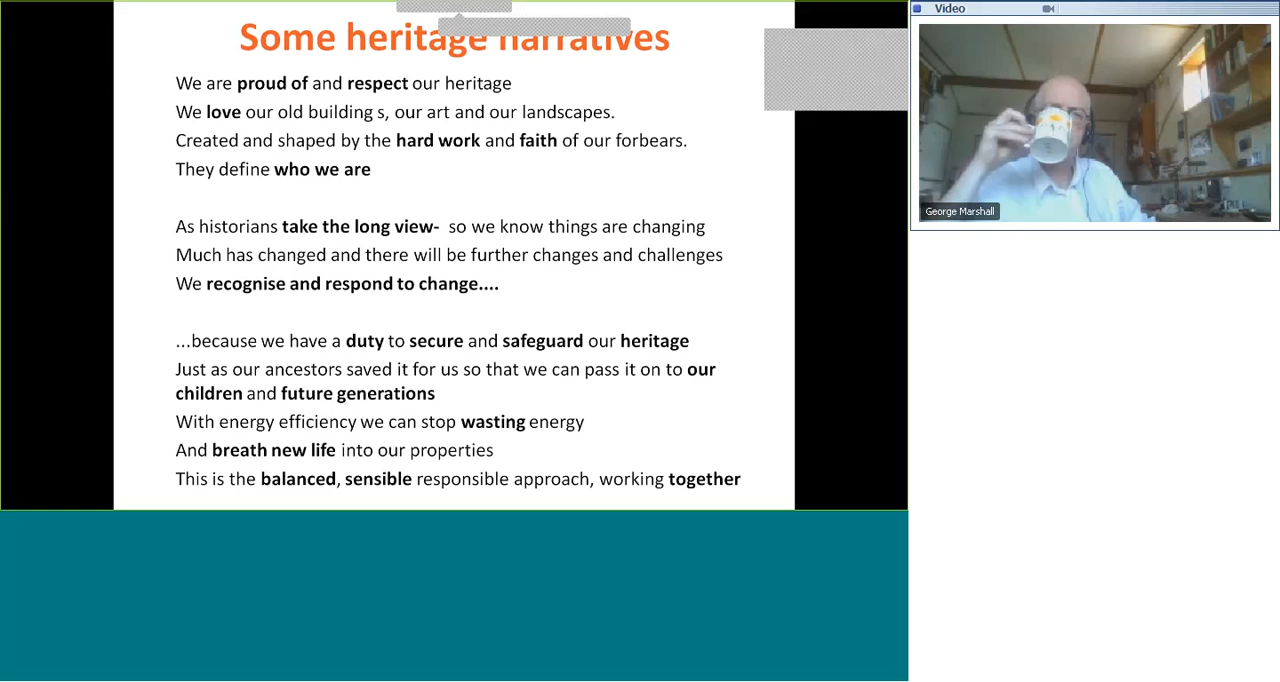 Some heritage narratives
We are proud of and respect our heritage
We love our old building s, our art and our landscapes.
Created and shaped by the hard work and faith of our forbears.
They define who we are
As historians take the long view-  so we know things are changing
Much has changed and there will be further changes and challenges
We recognise and respond to change....
...because we have a duty to secure and safeguard our heritage
Just as our ancestors saved it for us so that we can pass it on to our
children and future generations
With energy efficiency we can stop wasting energy
And breath new life into our properties
This is the balanced, sensible responsible approach, working together
Video
George Marshall